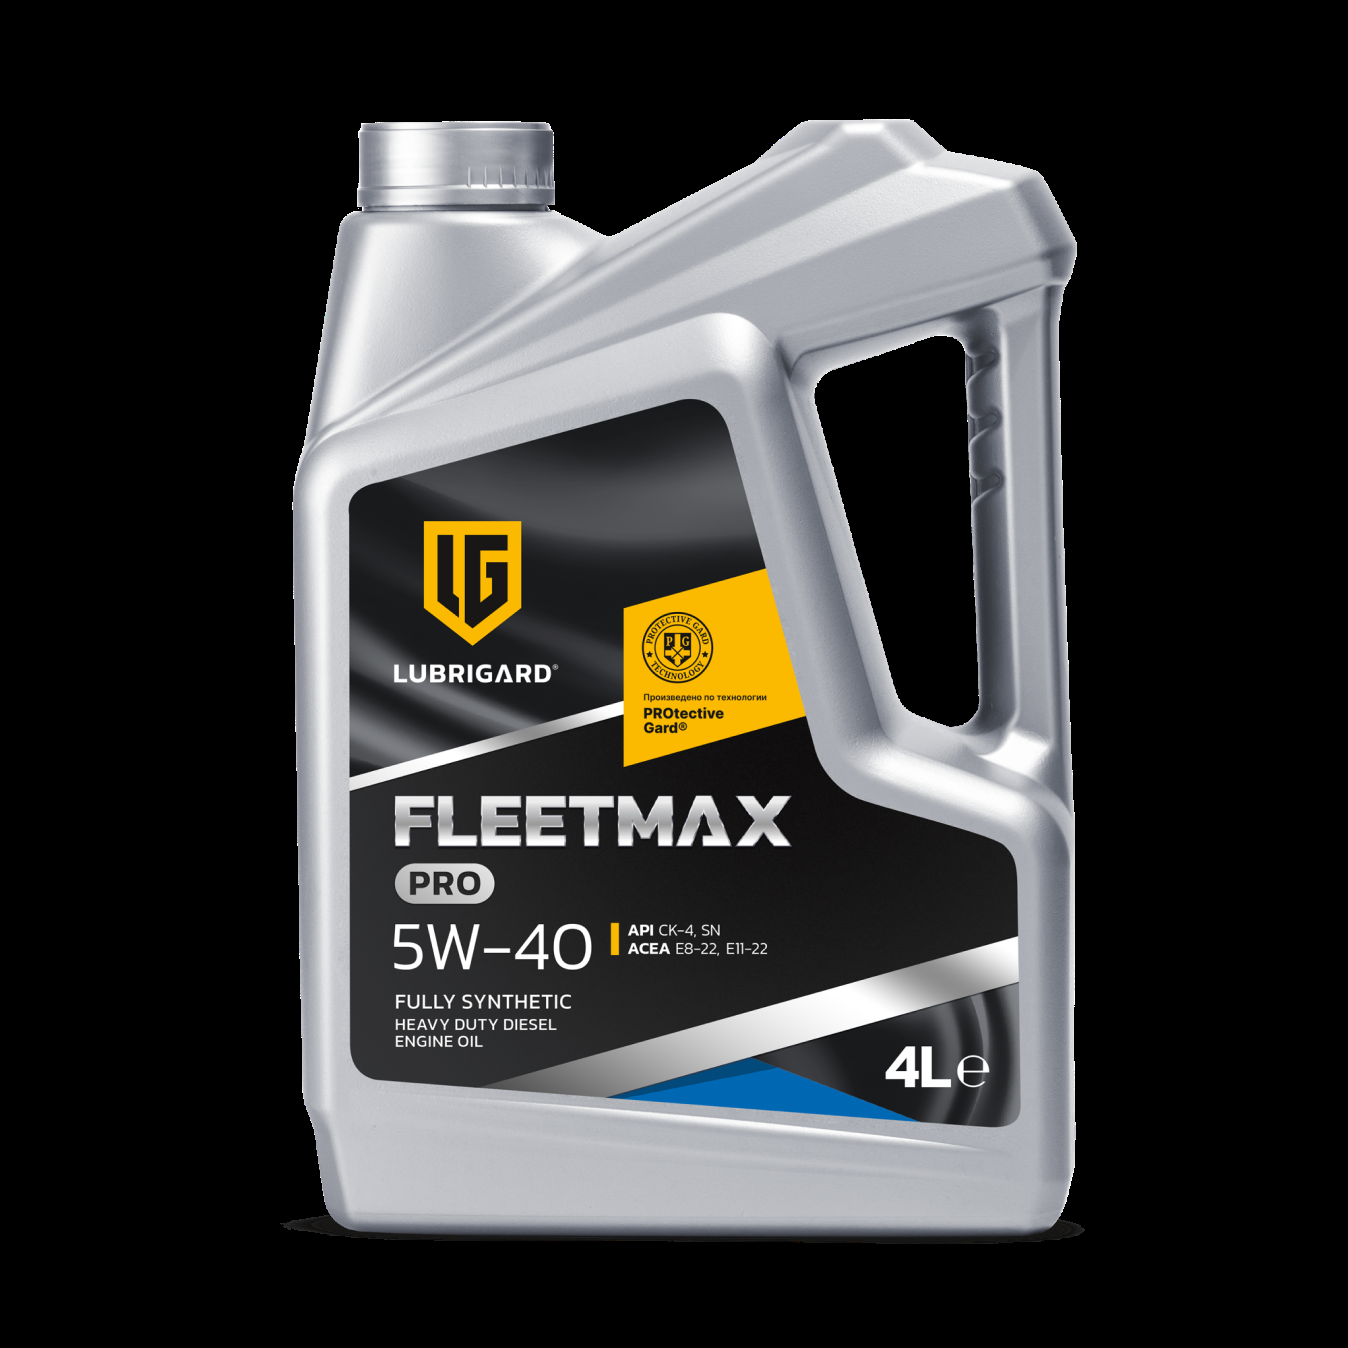 LG
LUBRIGARD®
PROTECTIVE GARD
PG
TECHNOLOGY
Произведено по технологии
PROtective
Gard®
FLEETMAX
PRO
5W-40
API CK-4, SN
ACEA E8-22, E11-22
FULLY SYNTHETIC
HEAVY DUTY DIESEL
ENGINE OIL
4L ℮